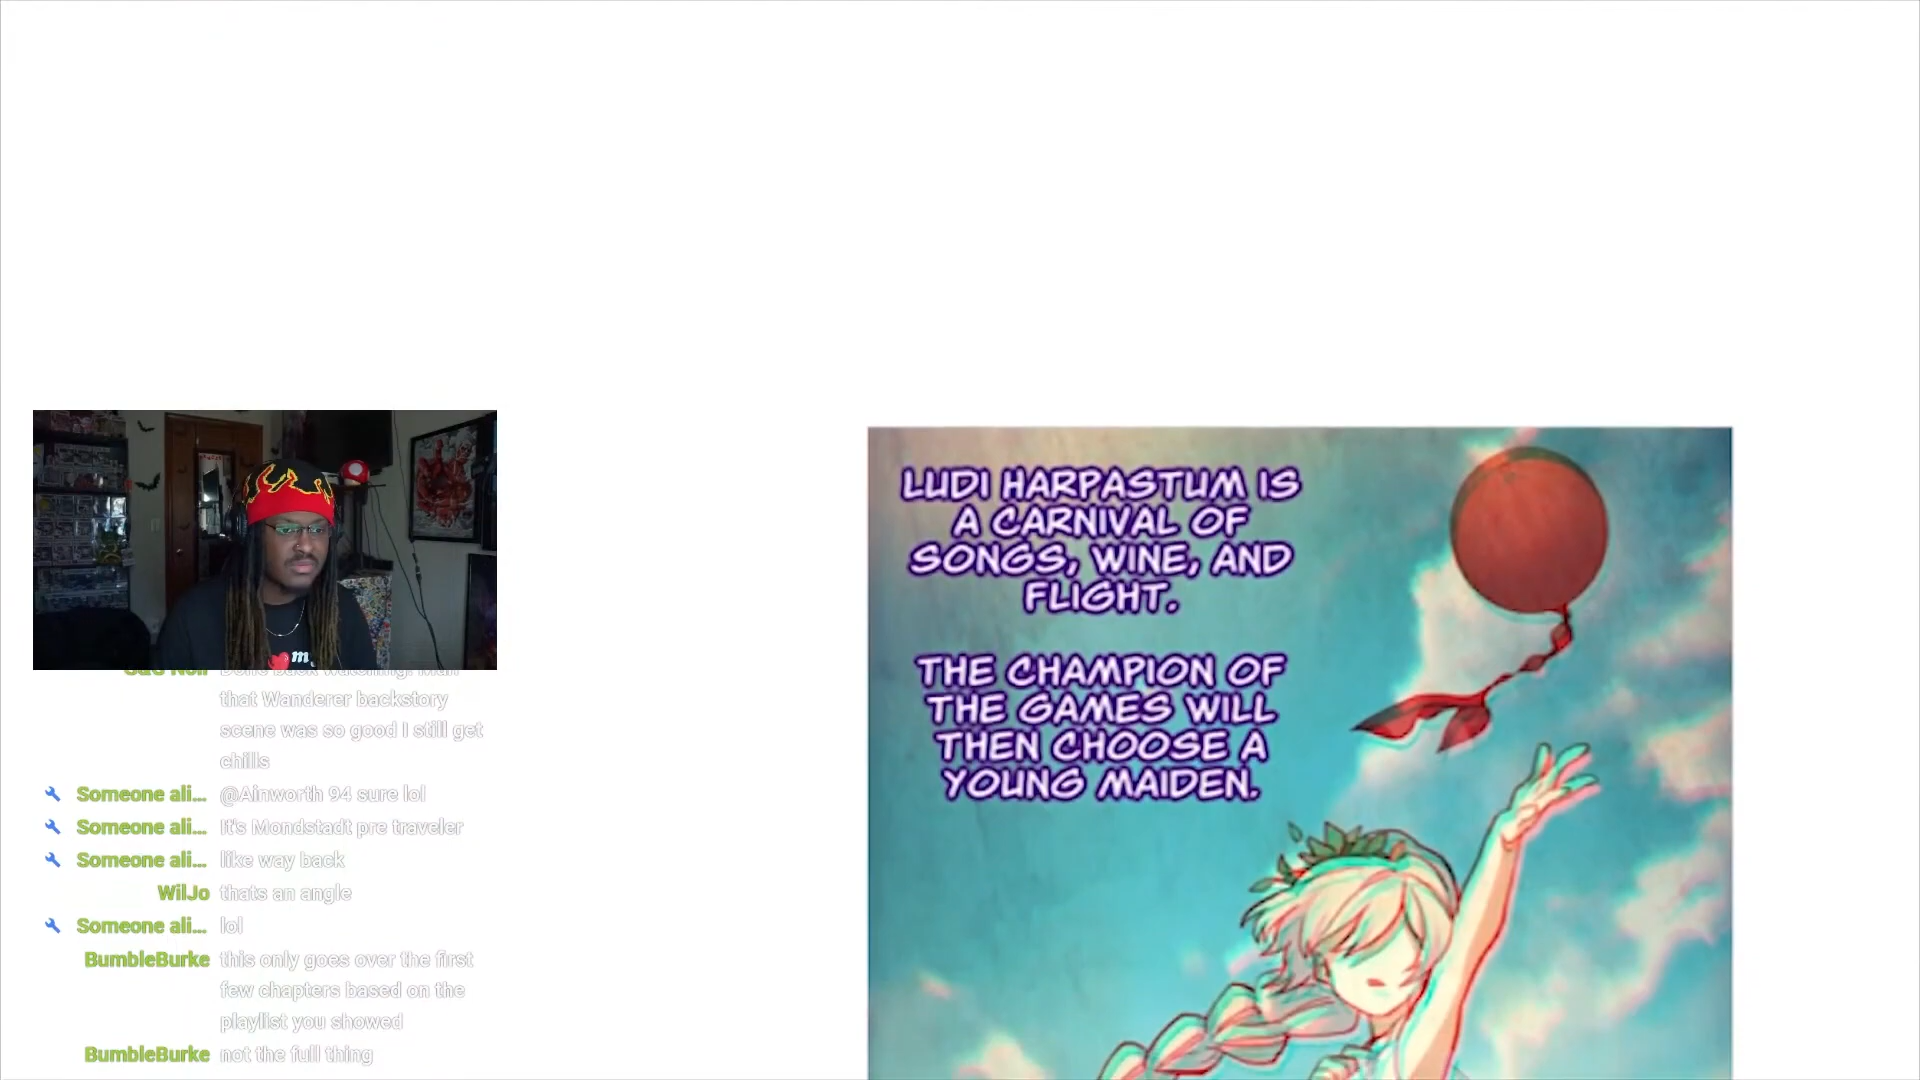 LUDI HARPASTUM IS
A CARNIVAL OF
SONGS, WINE, AND
FLIGHT.
THE CHAMPION OF
THE GAMES WILL
THEN CHOOSE A
YOUNG MAIDEN.
that Wanderer backstory
scene was so good I still get
chills
Someone ali... @Ainworth 94 sure lol
Someone ali... It's Mondstadt pre traveler
Someone ali... like way back
WilJo thats an angle
Someone ali... lol
BumbleBurke this only goes over the first
few chapters based on the
playlist you showed
BumbleBurke not the full thing